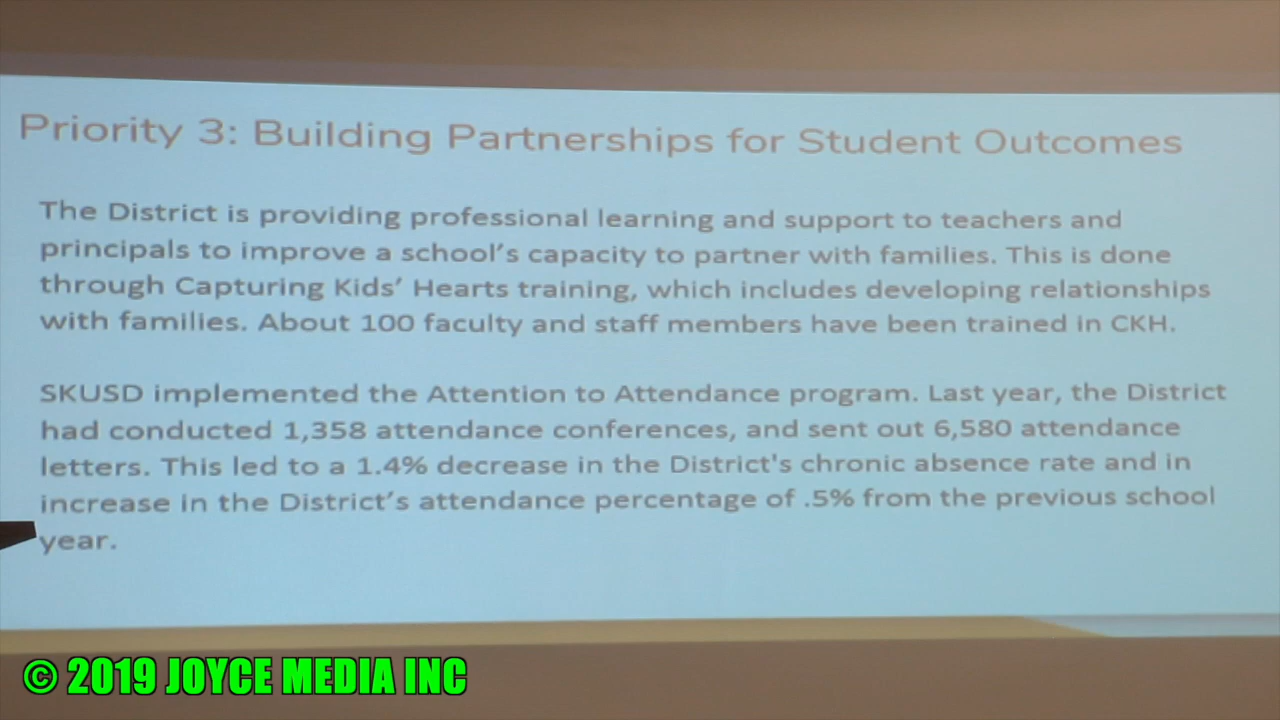 Priority 3: Building Partnerships for Student Outcomes
The District is providing professional learning and support to teachers and
principals to improve a school's capacity to partner with families. This is done
through Capturing Kids' Hearts training, which includes developing relationships
with families. About 100 faculty and staff members have been trained in CKH.
SKUSD implemented the Attention to Attendance program. Last year, the District
had conducted 1,358 attendance conferences, and sent out 6,580 attendance
letters. This led to a 1.4% decrease in the District's chronic absence rate and in
increase in the District's attendance percentage of .5% from the previous school
year.
© 2019 JOYCE MEDIA INC